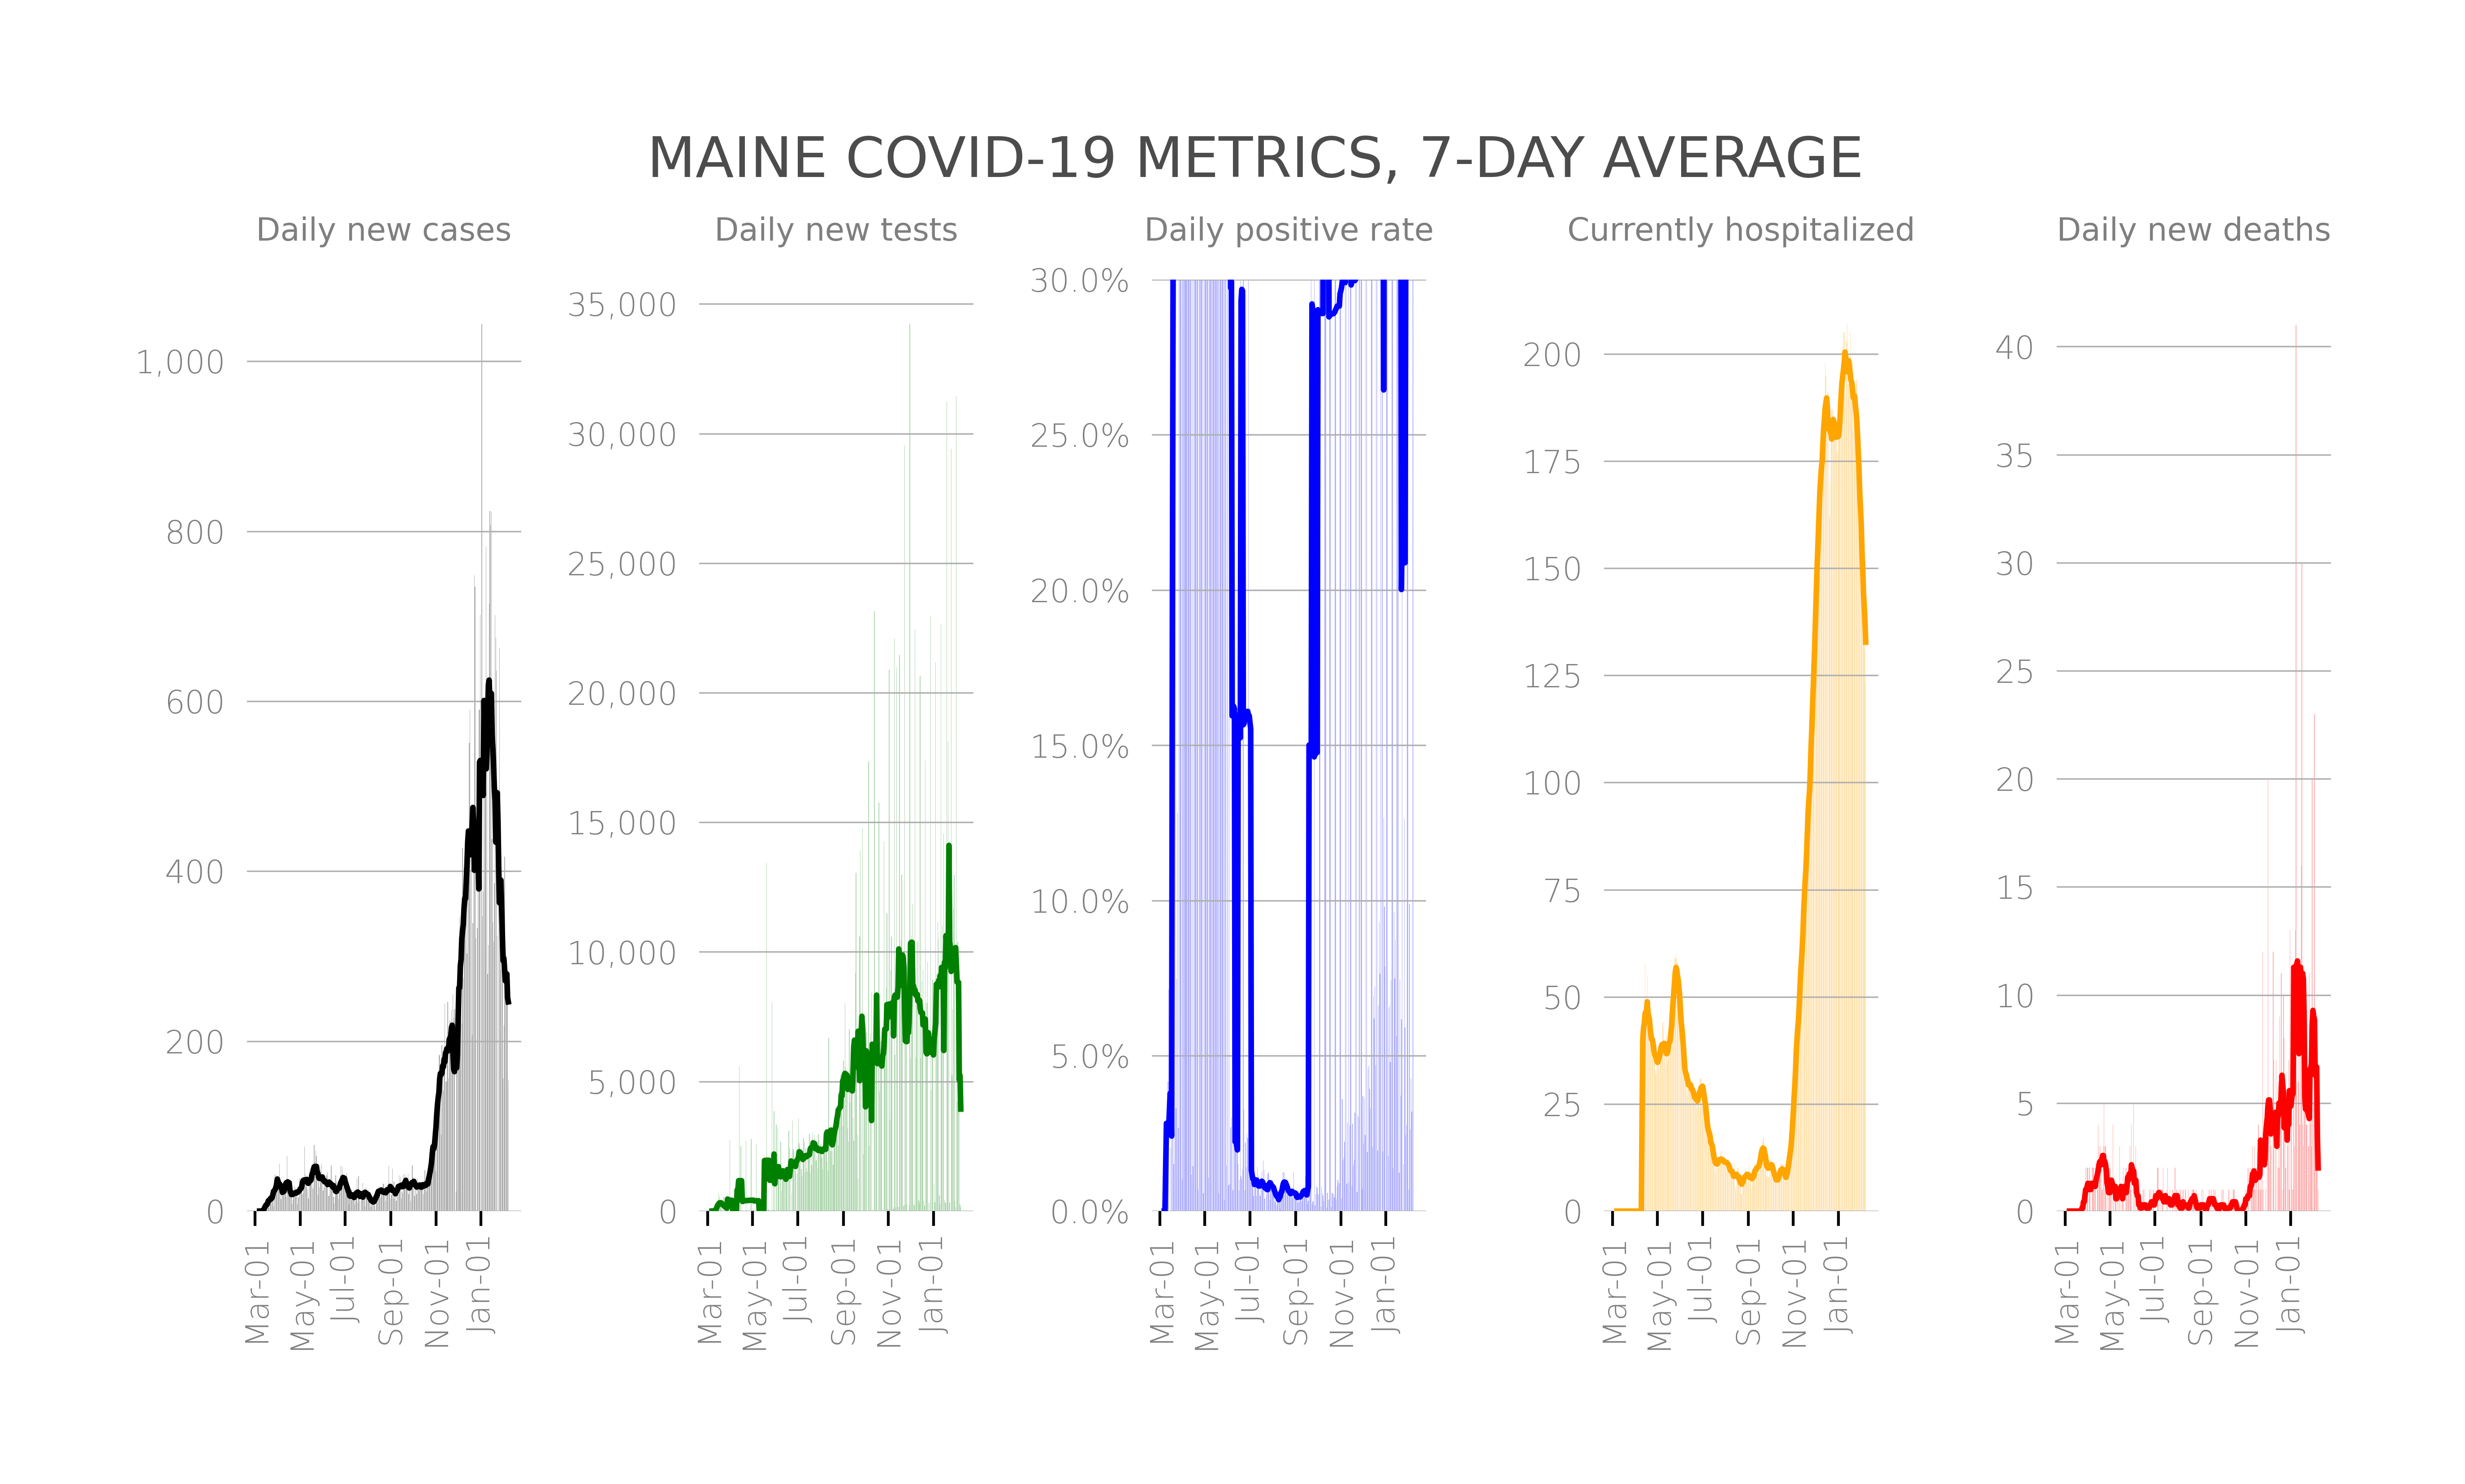 MAINE COVID-19 METRICS, 7-DAY AVERAGE
Daily new cases
1,000
800
600
400
200
0
Mar-01
May-01
Jul-01
Sep-01
Nov-01
Jan-01
Daily new tests
35,000
30,000
25,000
20,000
15,000
10,000
5,000
0
Mar-01
May-01
Jul-01
Sep-01
Nov-01
Jan-01
Daily positive rate
30.0%
25.0%
20.0%
15.0%
10.0%
5.0%
0.0%
Mar-01
May-01
Jul-01
Sep-01
Nov-01
Jan-01
Currently hospitalized
200
175
150
125
100
75
50
25
0
Mar-01
May-01
Jul-01
Sep-01
Nov-01
Jan-01
Daily new deaths
40
35
30
25
20
15
10
5
0
Mar-01
May-01
Jul-01
Sep-01
Nov-01
Jan-01